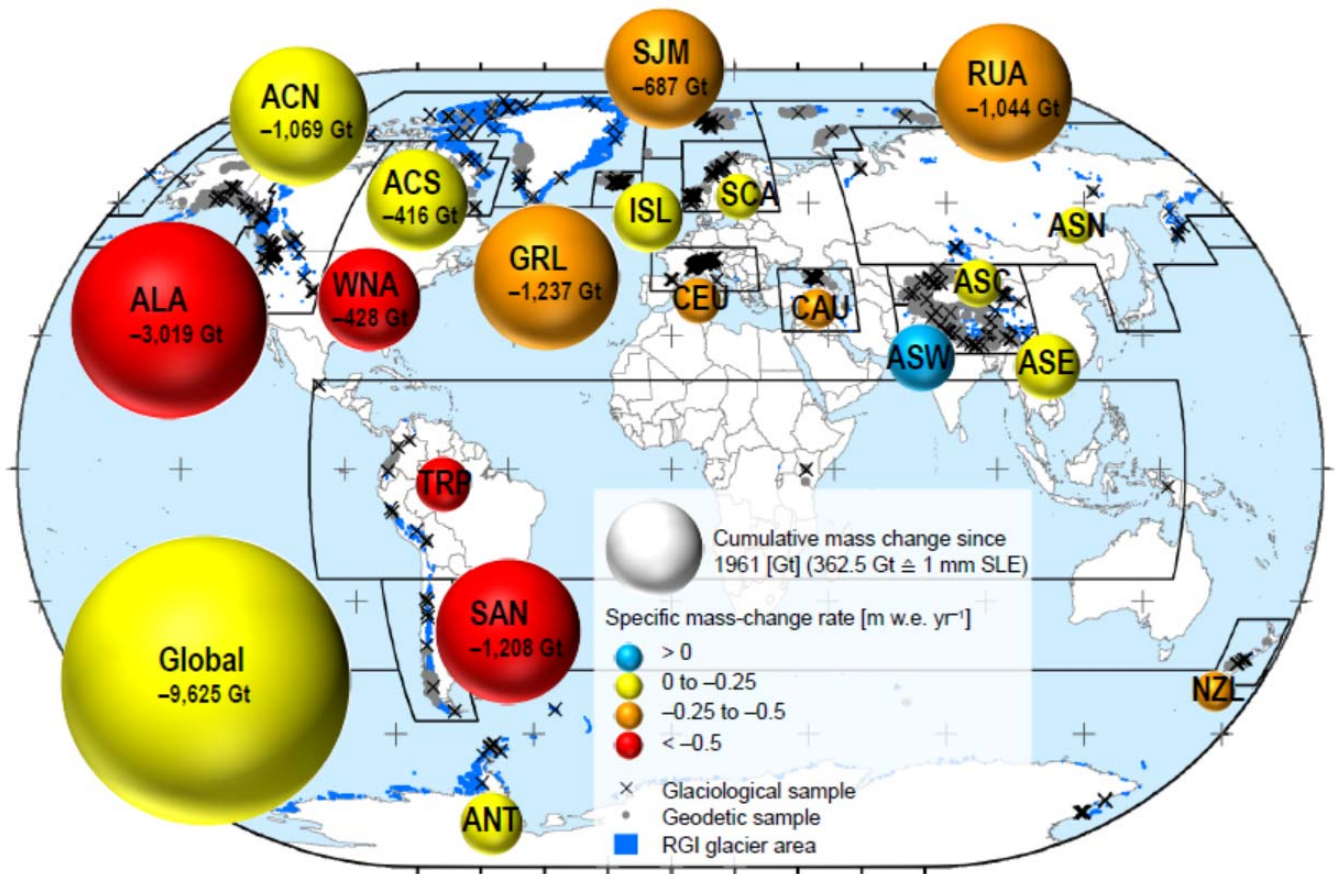 SJM
–687 Gt
RUA
–1,044 Gt
ACN
–1,069 Gt
ACS
–416 Gt
SCA
ISL
ASN
GRL
–1,237 Gt
ALA
–3,019 Gt
WNA
–428 Gt
CEU
CAU
ASC
ASW
ASE
TRP
SAN
–1,208 Gt
Global
–9,625 Gt
NZL
ANT
Cumulative mass change since
1961 [Gt] (362.5 Gt ≙ 1 mm SLE)
Specific mass-change rate [m w.e. yr⁻¹]
> 0
0 to –0.25
–0.25 to –0.5
< –0.5
Glaciological sample
Geodetic sample
RGI glacier area